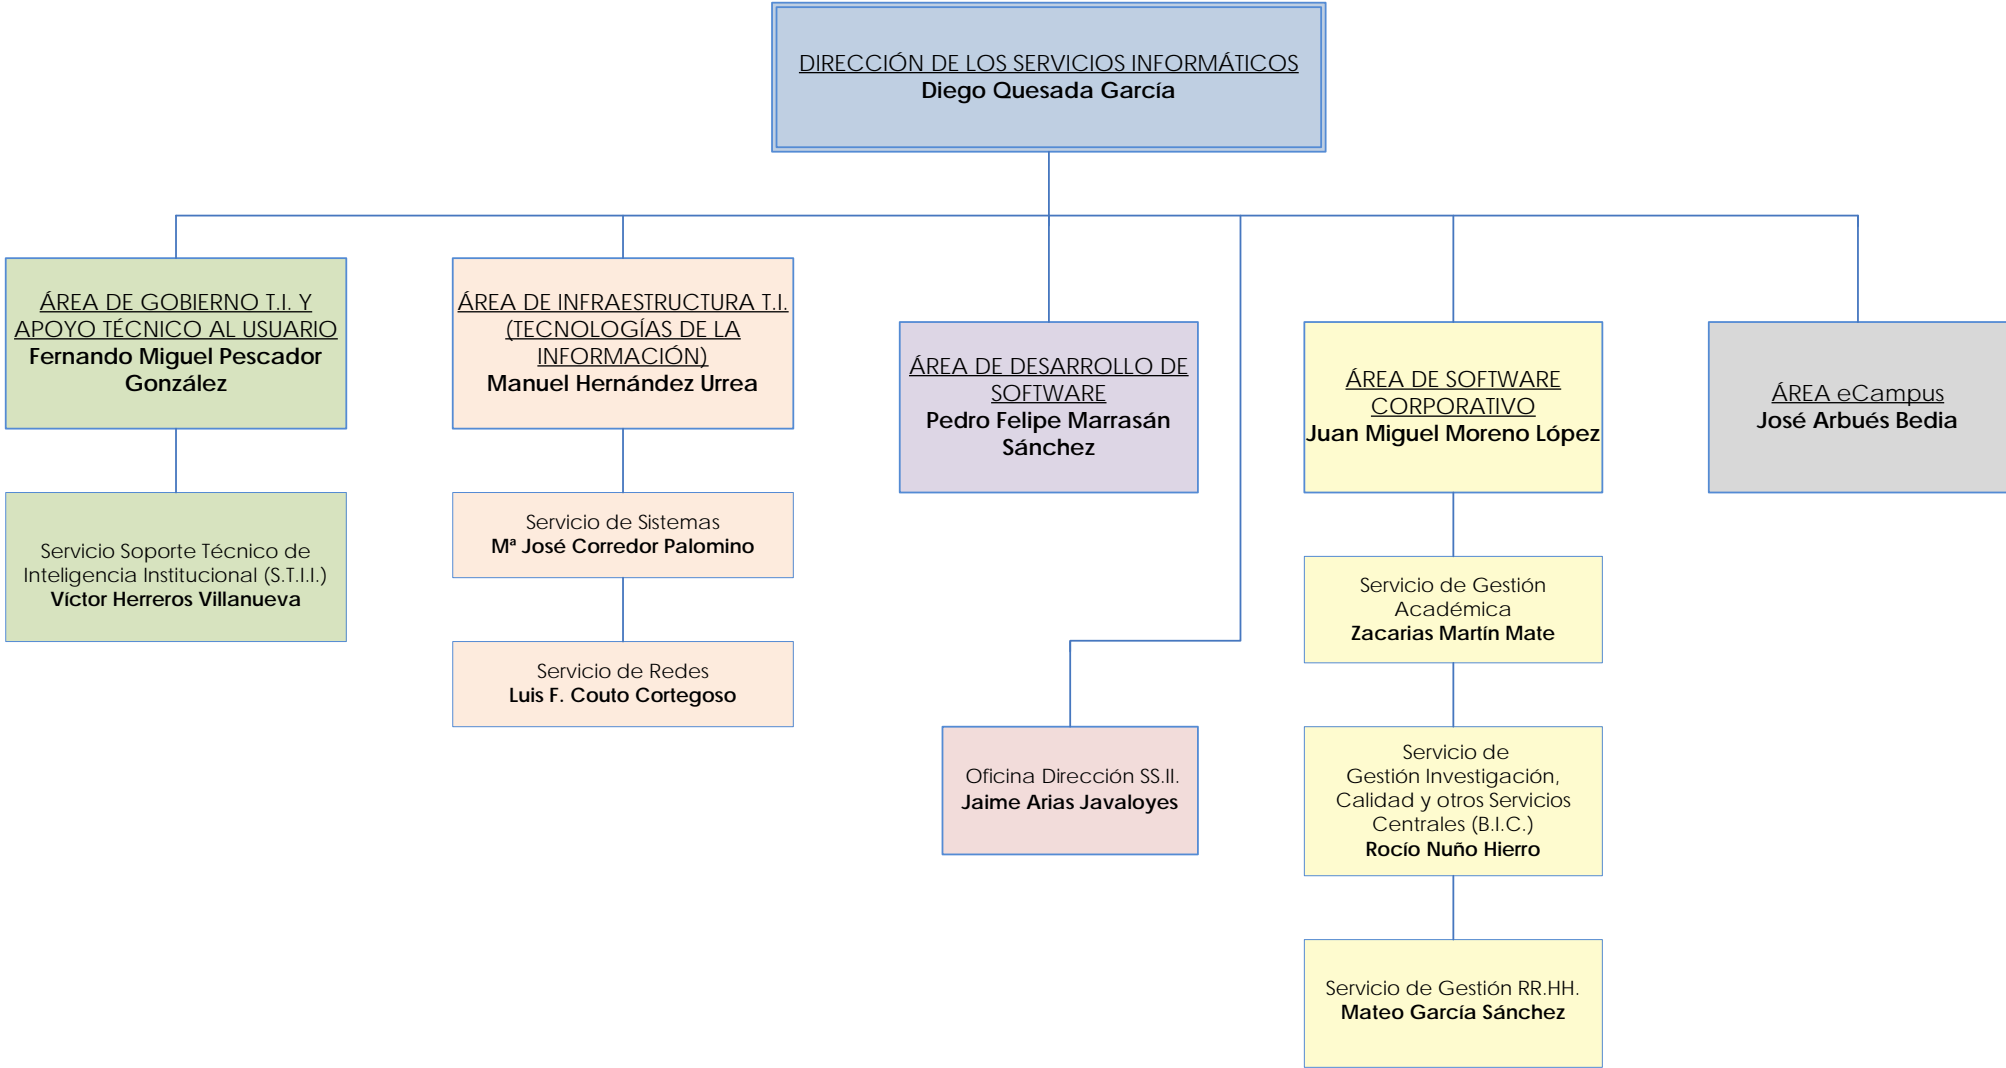 DIRECCIÓN DE LOS SERVICIOS INFORMÁTICOS
Diego Quesada García
ÁREA DE GOBIERNO T.I. Y
APOYO TÉCNICO AL USUARIO
Fernando Miguel Pescador
González
ÁREA DE INFRAESTRUCTURA T.I.
(TECNOLOGÍAS DE LA
INFORMACIÓN)
Manuel Hernández Urrea
ÁREA DE DESARROLLO DE
SOFTWARE
Pedro Felipe Marrasán
Sánchez
ÁREA DE SOFTWARE
CORPORATIVO
Juan Miguel Moreno López
ÁREA eCampus
José Arbués Bedia
Servicio Soporte Técnico de
Inteligencia Institucional (S.T.I.I.)
Víctor Herreros Villanueva
Servicio de Sistemas
Mª José Corredor Palomino
Servicio de Redes
Luis F. Couto Cortegoso
Oficina Dirección SS.II.
Jaime Arias Javaloyes
Servicio de Gestión
Académica
Zacarias Martín Mate
Servicio de
Gestión Investigación,
Calidad y otros Servicios
Centrales (B.I.C.)
Rocío Nuño Hierro
Servicio de Gestión RR.HH.
Mateo García Sánchez